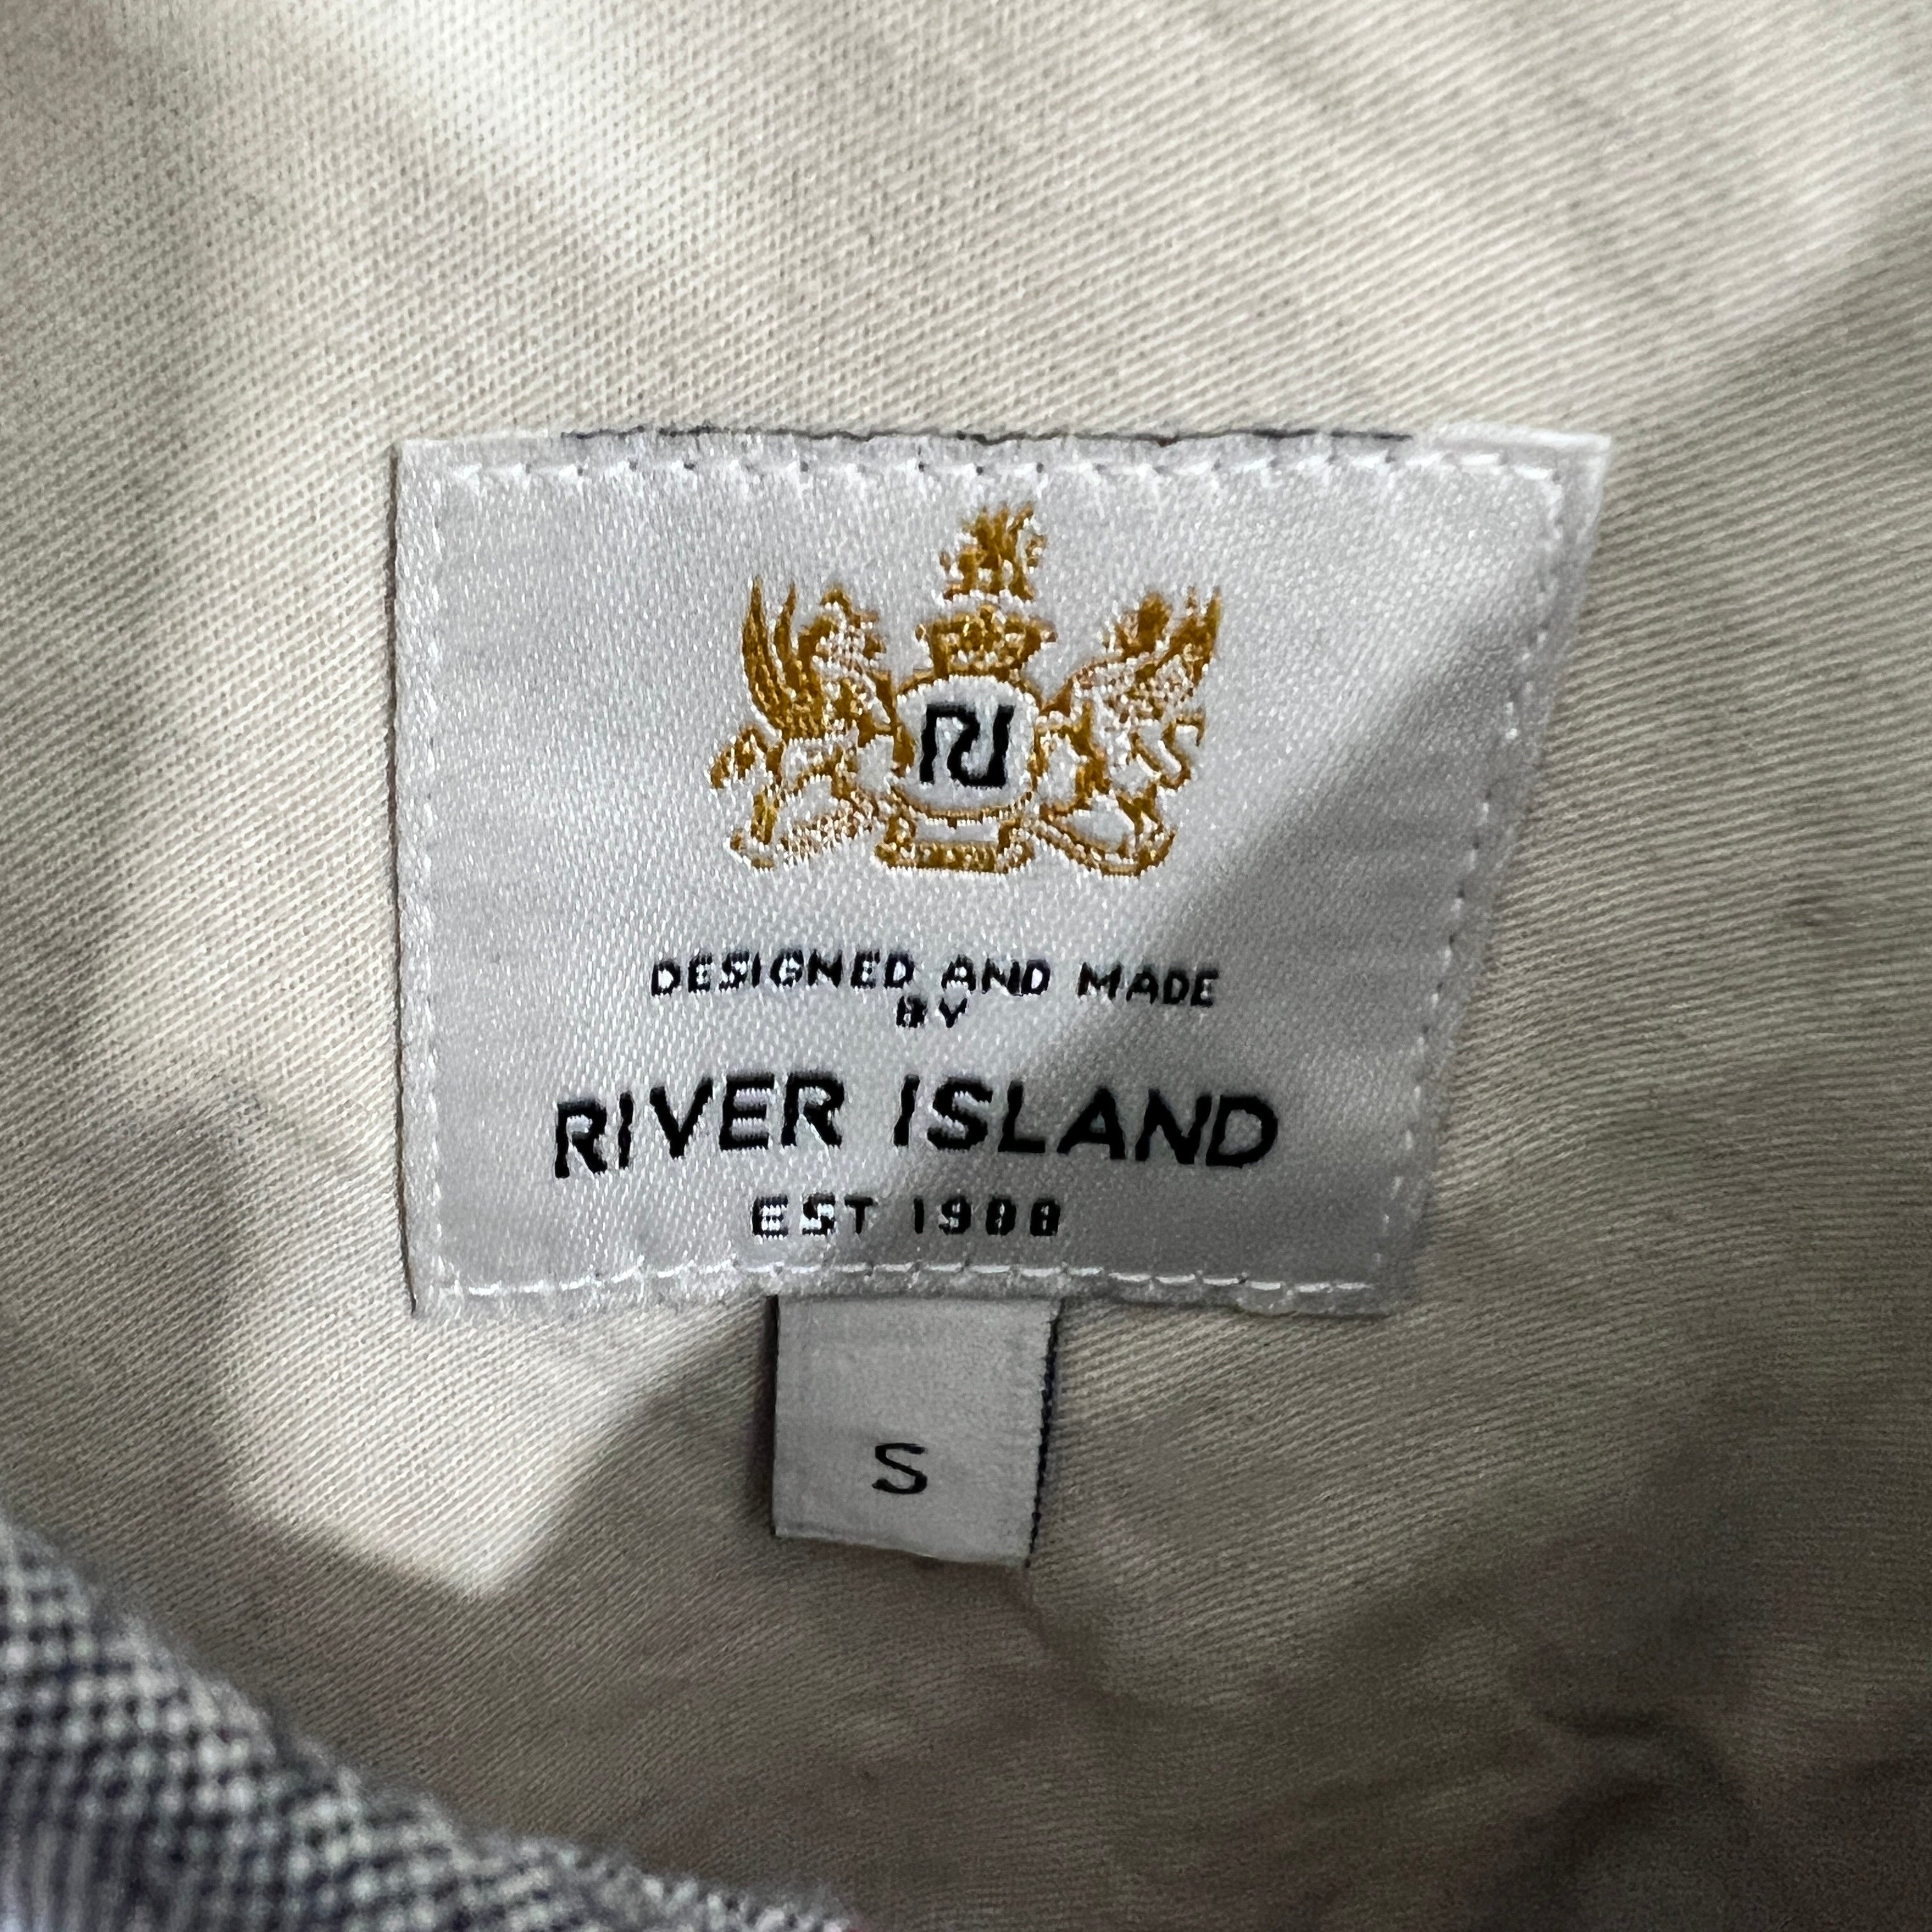 RI
DESIGNED AND MADE
BY
RIVER ISLAND
EST 1988
S